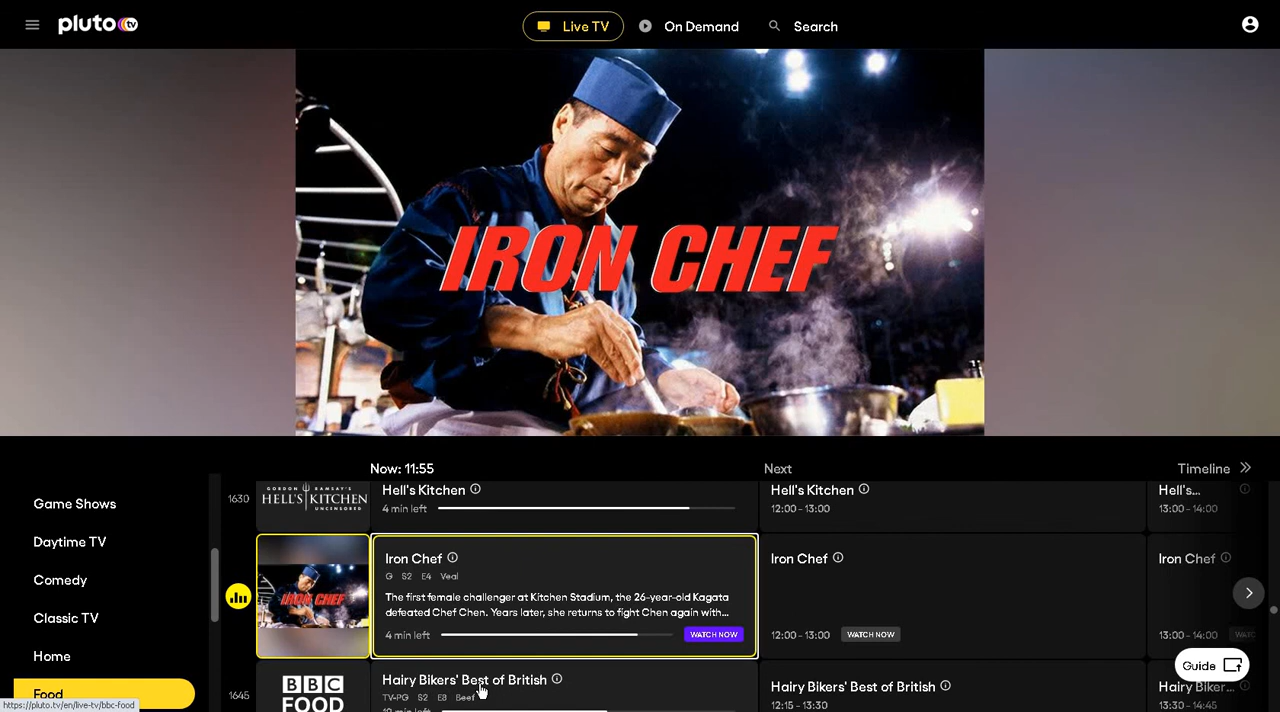 pluto tv
Live TV
On Demand
Search
IRON CHEF
Now: 11:55
Next
Timeline
Game Shows
Daytime TV
Comedy
Classic TV
Home
Food
1630
GORDON RAMSAY'S
HELL'S KITCHEN
UNCENSORED
Hell's Kitchen
4 min left
Hell's Kitchen
12:00 - 13:00
Hell's...
13:00 - 14:00
IRON CHEF
Iron Chef
G S2 E4 Veal
The first female challenger at Kitchen Stadium, the 26-year-old Kagata
defeated Chef Chen. Years later, she returns to fight Chen again with...
4 min left
WATCH NOW
Iron Chef
12:00 - 13:00
WATCH NOW
Iron Chef
13:00 - 14:00
Guide
1645
BBC
FOOD
Hairy Bikers' Best of British
TV-PG S2 E8 Beef
19 min left
Hairy Bikers' Best of British
12:15 - 13:30
Hairy Biker...
13:30 - 14:45
https://pluto.tv/en/live-tv/bbc-food